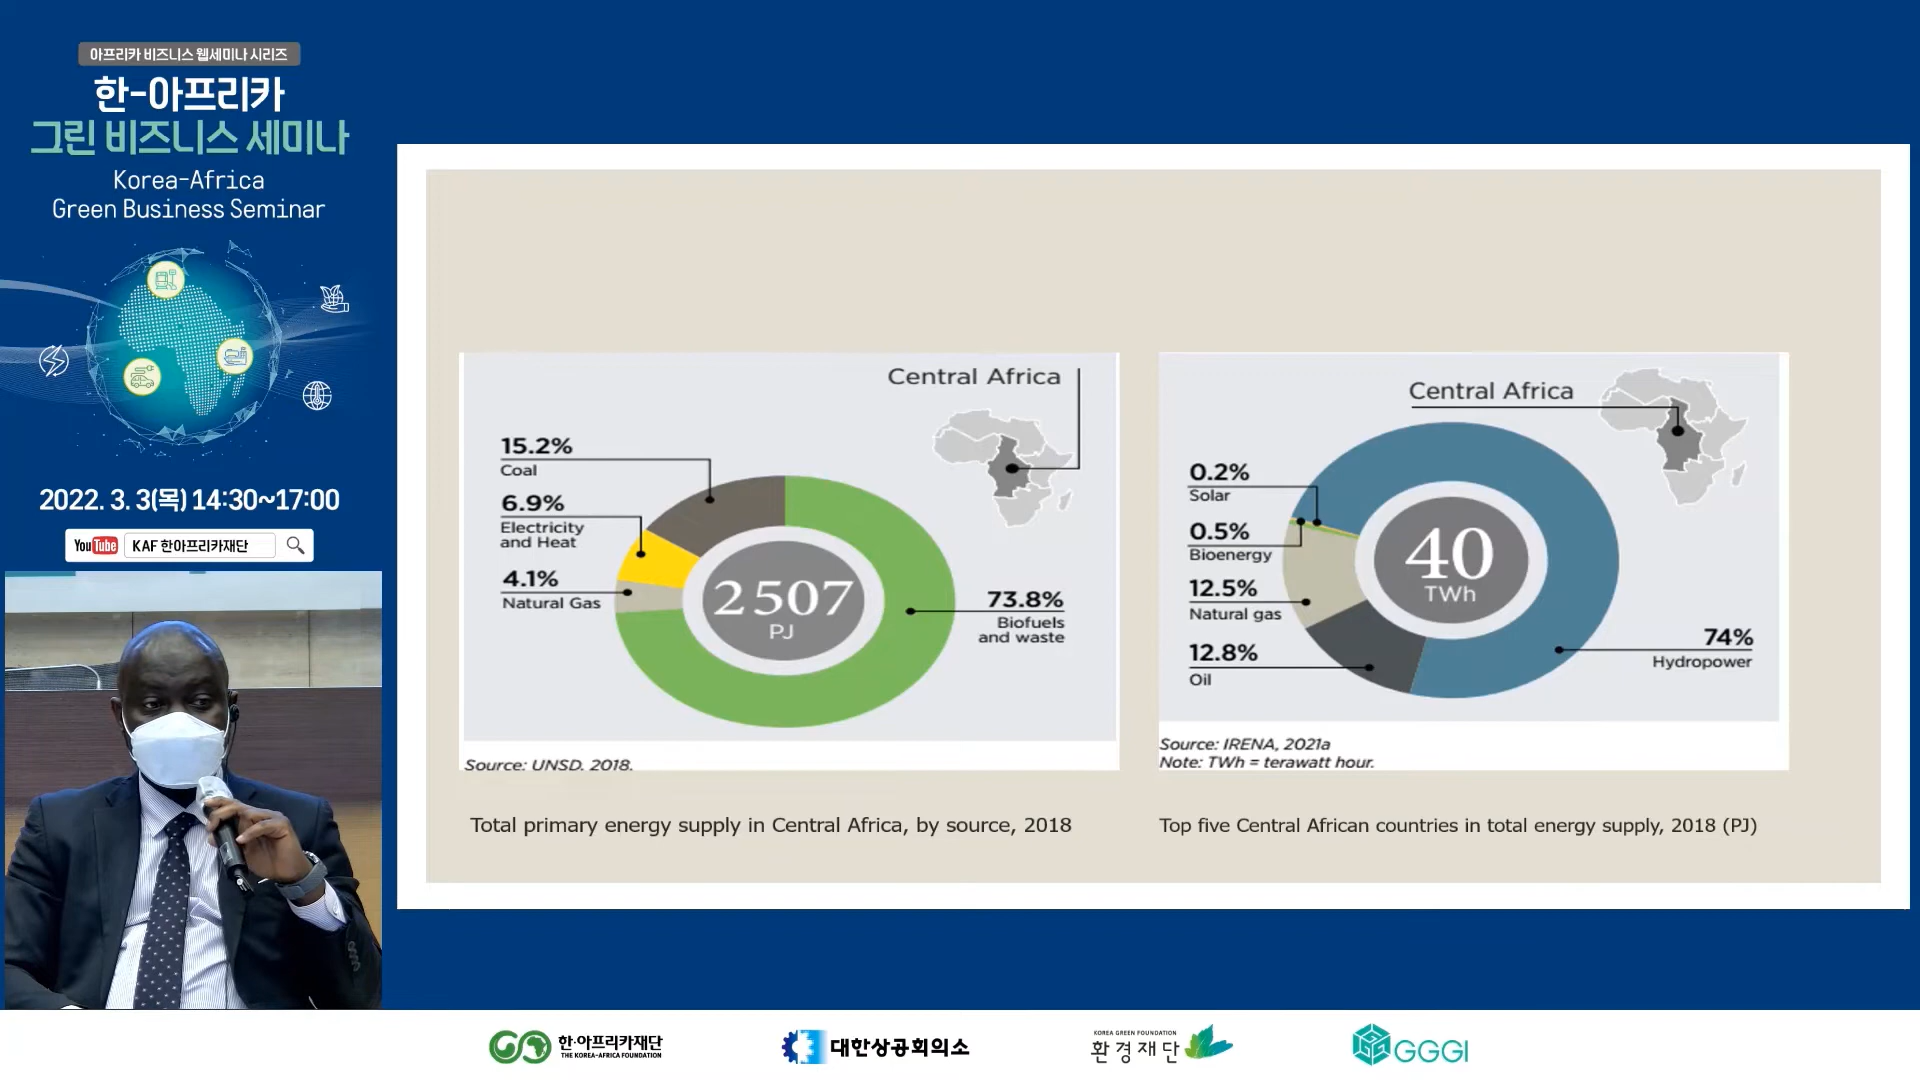 아프리카 비즈니스 웹세미나 시리즈
한-아프리카
그린 비즈니스 세미나
Korea-Africa
Green Business Seminar
2022. 3. 3(목) 14:30~17:00
YouTube KAF 한아프리카재단
Central Africa
15.2%
Coal
6.9%
Electricity
and Heat
4.1%
Natural Gas
2 507
PJ
73.8%
Biofuels
and waste
Source: UNSD, 2018.
Total primary energy supply in Central Africa, by source, 2018
Central Africa
0.2%
Solar
0.5%
Bioenergy
12.5%
Natural gas
12.8%
Oil
40
TWh
74%
Hydropower
Source: IRENA, 2021a
Note: TWh = terawatt hour.
Top five Central African countries in total energy supply, 2018 (PJ)
한·아프리카재단
THE KOREA-AFRICA FOUNDATION
대한상공회의소
KOREA GREEN FOUNDATION
환경재단
GGGI